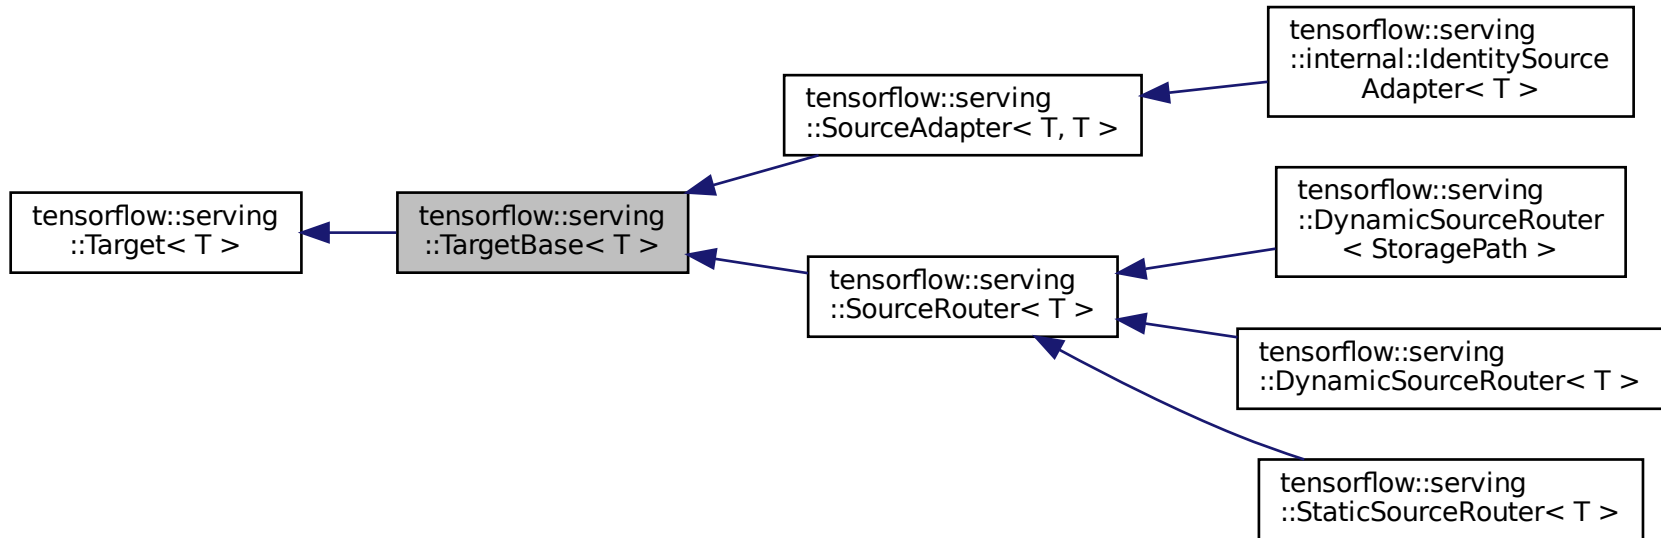 tensorflow::serving
::Target< T >
tensorflow::serving
::TargetBase< T >
tensorflow::serving
::SourceAdapter< T, T >
tensorflow::serving
::SourceRouter< T >
tensorflow::serving
::internal::IdentitySource
Adapter< T >
tensorflow::serving
::DynamicSourceRouter
< StoragePath >
tensorflow::serving
::DynamicSourceRouter< T >
tensorflow::serving
::StaticSourceRouter< T >